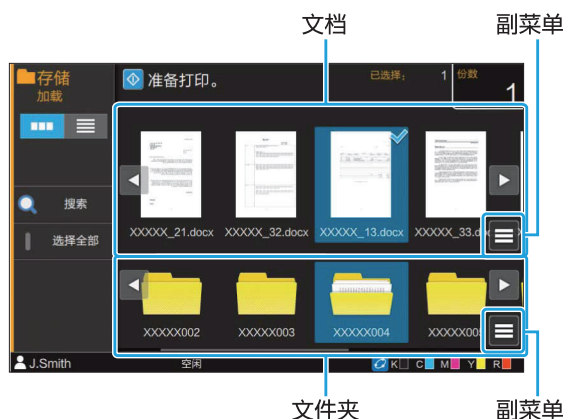 文档
副菜单
存储
加载
准备打印。
已选择：
1
份数
1
搜索
选择全部
XXXXX_21.docx
XXXXX_32.docx
XXXXX_13.docx
XXXXX_33.d
XXXXX002
XXXXX003
XXXXX004
XXXXX005
J.Smith
空闲
K
C
M
Y
R
文件夹
副菜单